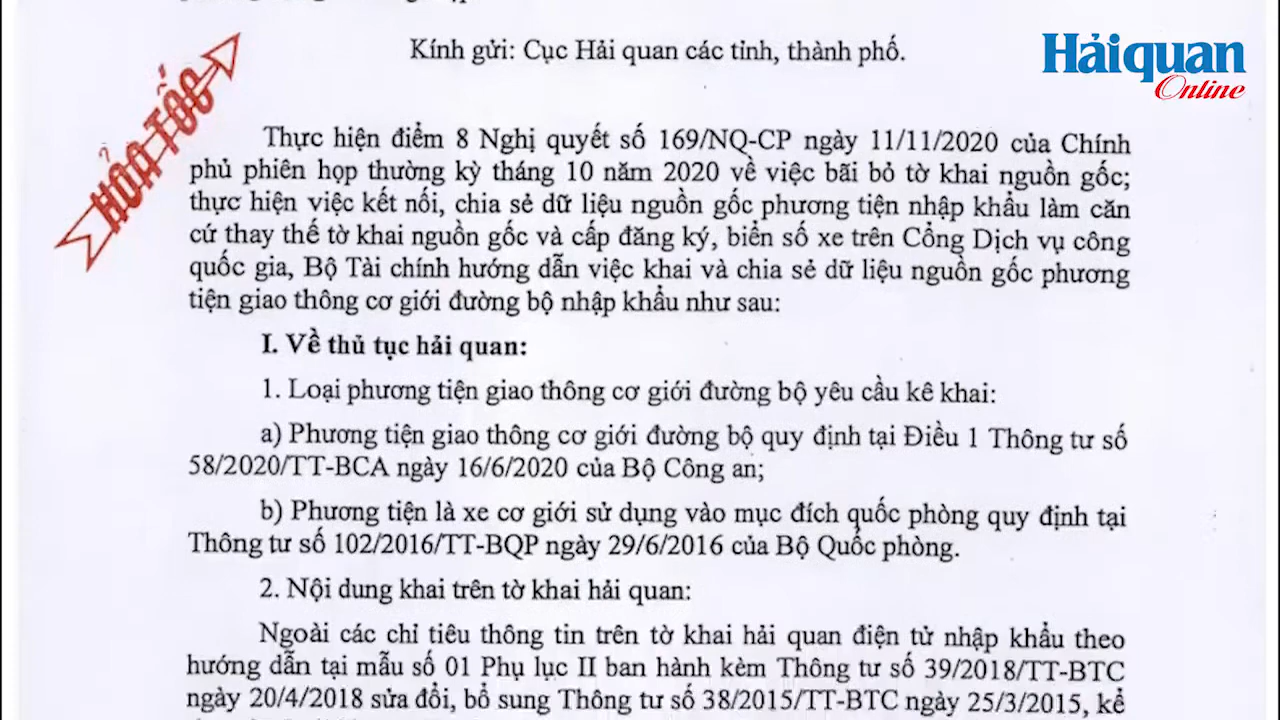 Kính gửi: Cục Hải quan các tỉnh, thành phố.
Hảiquan
Online
HỎA TỐC
Thực hiện điểm 8 Nghị quyết số 169/NQ-CP ngày 11/11/2020 của Chính
phủ phiên họp thường kỳ tháng 10 năm 2020 về việc bãi bỏ tờ khai nguồn gốc;
thực hiện việc kết nối, chia sẻ dữ liệu nguồn gốc phương tiện nhập khẩu làm căn
cứ thay thế tờ khai nguồn gốc và cấp đăng ký, biển số xe trên Cổng Dịch vụ công
quốc gia, Bộ Tài chính hướng dẫn việc khai và chia sẻ dữ liệu nguồn gốc phương
tiện giao thông cơ giới đường bộ nhập khẩu như sau:
I. Về thủ tục hải quan:
1. Loại phương tiện giao thông cơ giới đường bộ yêu cầu kê khai:
a) Phương tiện giao thông cơ giới đường bộ quy định tại Điều 1 Thông tư số
58/2020/TT-BCA ngày 16/6/2020 của Bộ Công an;
b) Phương tiện là xe cơ giới sử dụng vào mục đích quốc phòng quy định tại
Thông tư số 102/2016/TT-BQP ngày 29/6/2016 của Bộ Quốc phòng.
2. Nội dung khai trên tờ khai hải quan:
Ngoài các chỉ tiêu thông tin trên tờ khai hải quan điện tử nhập khẩu theo
hướng dẫn tại mẫu số 01 Phụ lục II ban hành kèm Thông tư số 39/2018/TT-BTC
ngày 20/4/2018 sửa đổi, bổ sung Thông tư số 38/2015/TT-BTC ngày 25/3/2015, kể